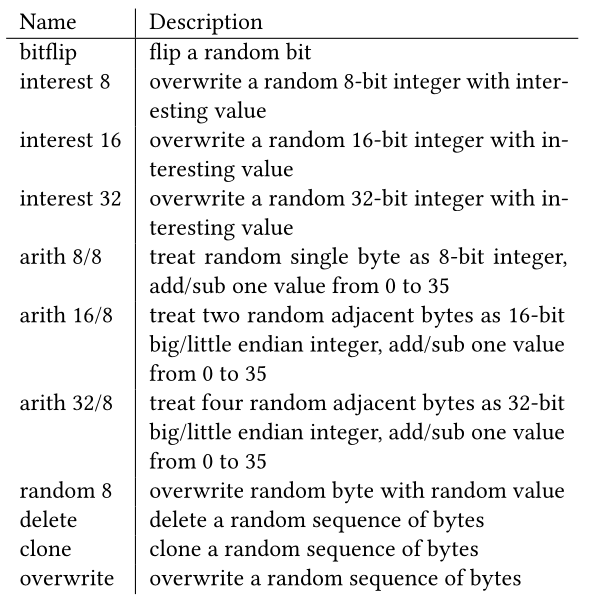 Name Description
bitflip flip a random bit
interest 8 overwrite a random 8-bit integer with inter-
esting value
interest 16 overwrite a random 16-bit integer with in-
teresting value
interest 32 overwrite a random 32-bit integer with in-
teresting value
arith 8/8 treat random single byte as 8-bit integer,
add/sub one value from 0 to 35
arith 16/8 treat two random adjacent bytes as 16-bit
big/little endian integer, add/sub one value
from 0 to 35
arith 32/8 treat four random adjacent bytes as 32-bit
big/little endian integer, add/sub one value
from 0 to 35
random 8 overwrite random byte with random value
delete delete a random sequence of bytes
clone clone a random sequence of bytes
overwrite overwrite a random sequence of bytes